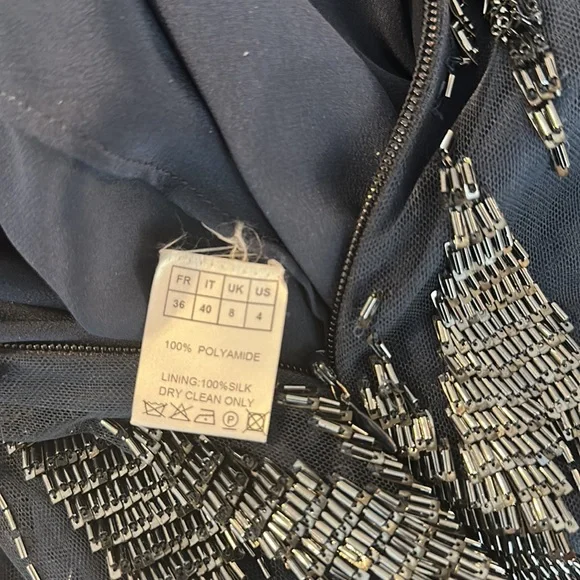 FR IT UK US
36 40 8 4
100% POLYAMIDE
LINING:100%SILK
DRY CLEAN ONLY
P